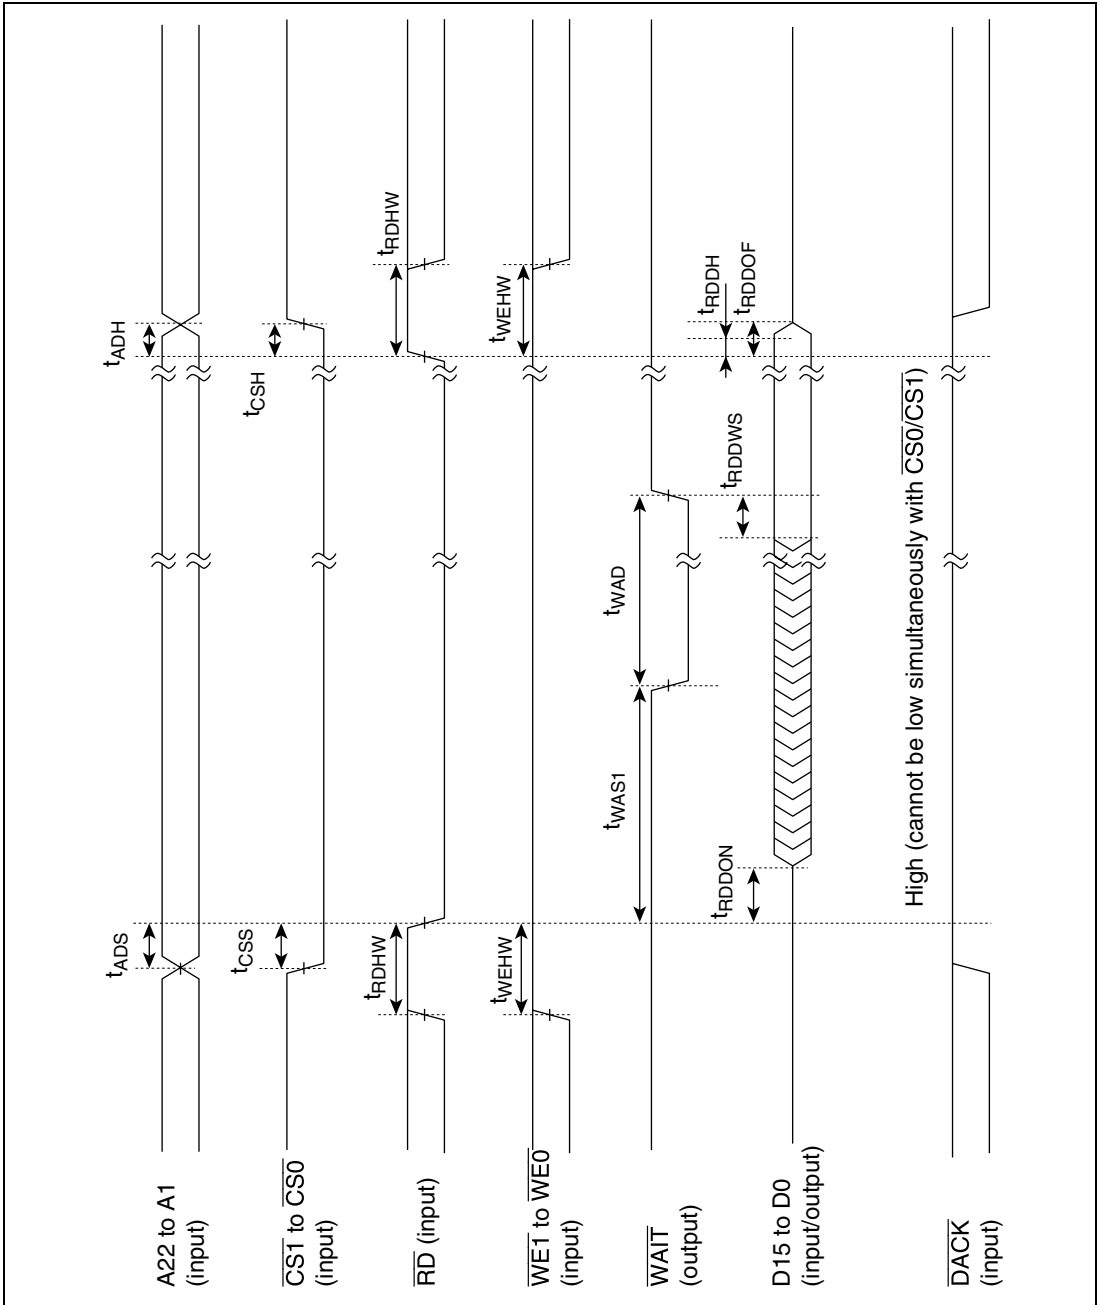 tADS
tADH
A22 to A1
(input)
tCSS
tCSH
CS1 to CS0
(input)
tRDHW
tRDHW
RD (input)
tWEHW
tWEHW
WE1 to WE0
(input)
tWAS1
tWAD
WAIT
(output)
tRDDON
tRDDWS
tRDDH
tRDDOF
D15 to D0
(input/output)
High (cannot be low simultaneously with CS0/CS1)
DACK
(input)